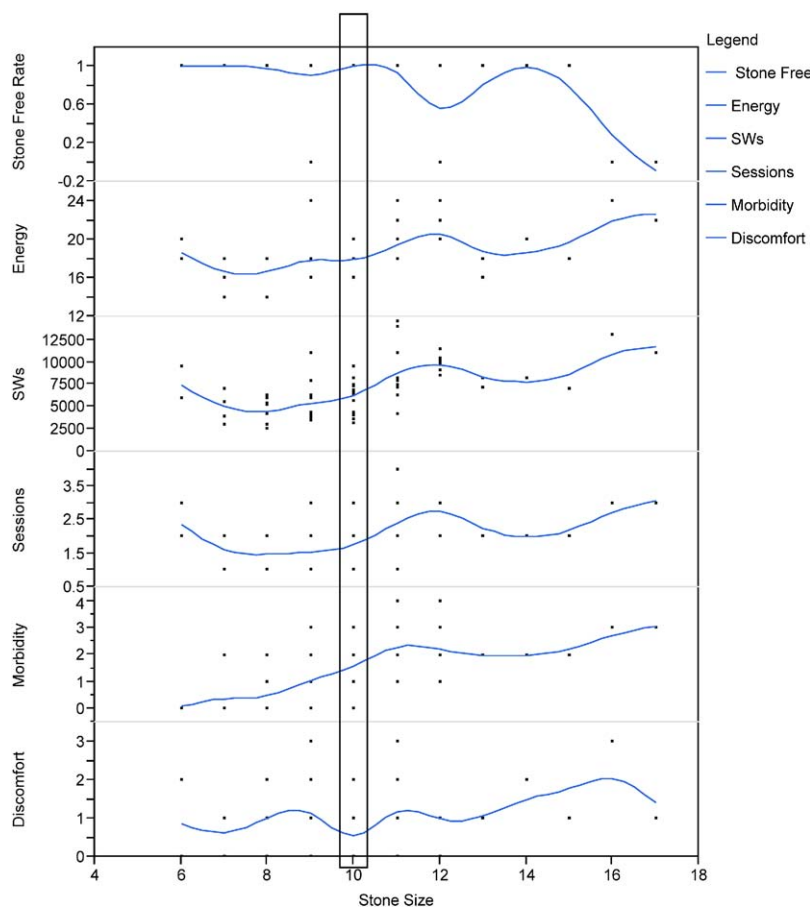 Legend
Stone Free
Energy
SWs
Sessions
Morbidity
Discomfort
Stone Free Rate
1
0.6
0.2
-0.2
Energy
24
20
16
12
SWs
12500
10000
7500
5000
2500
0
Sessions
3.5
2.5
1.5
0.5
Morbidity
4
3
2
1
0
Discomfort
3
2
1
0
4 6 8 10 12 14 16 18
Stone Size